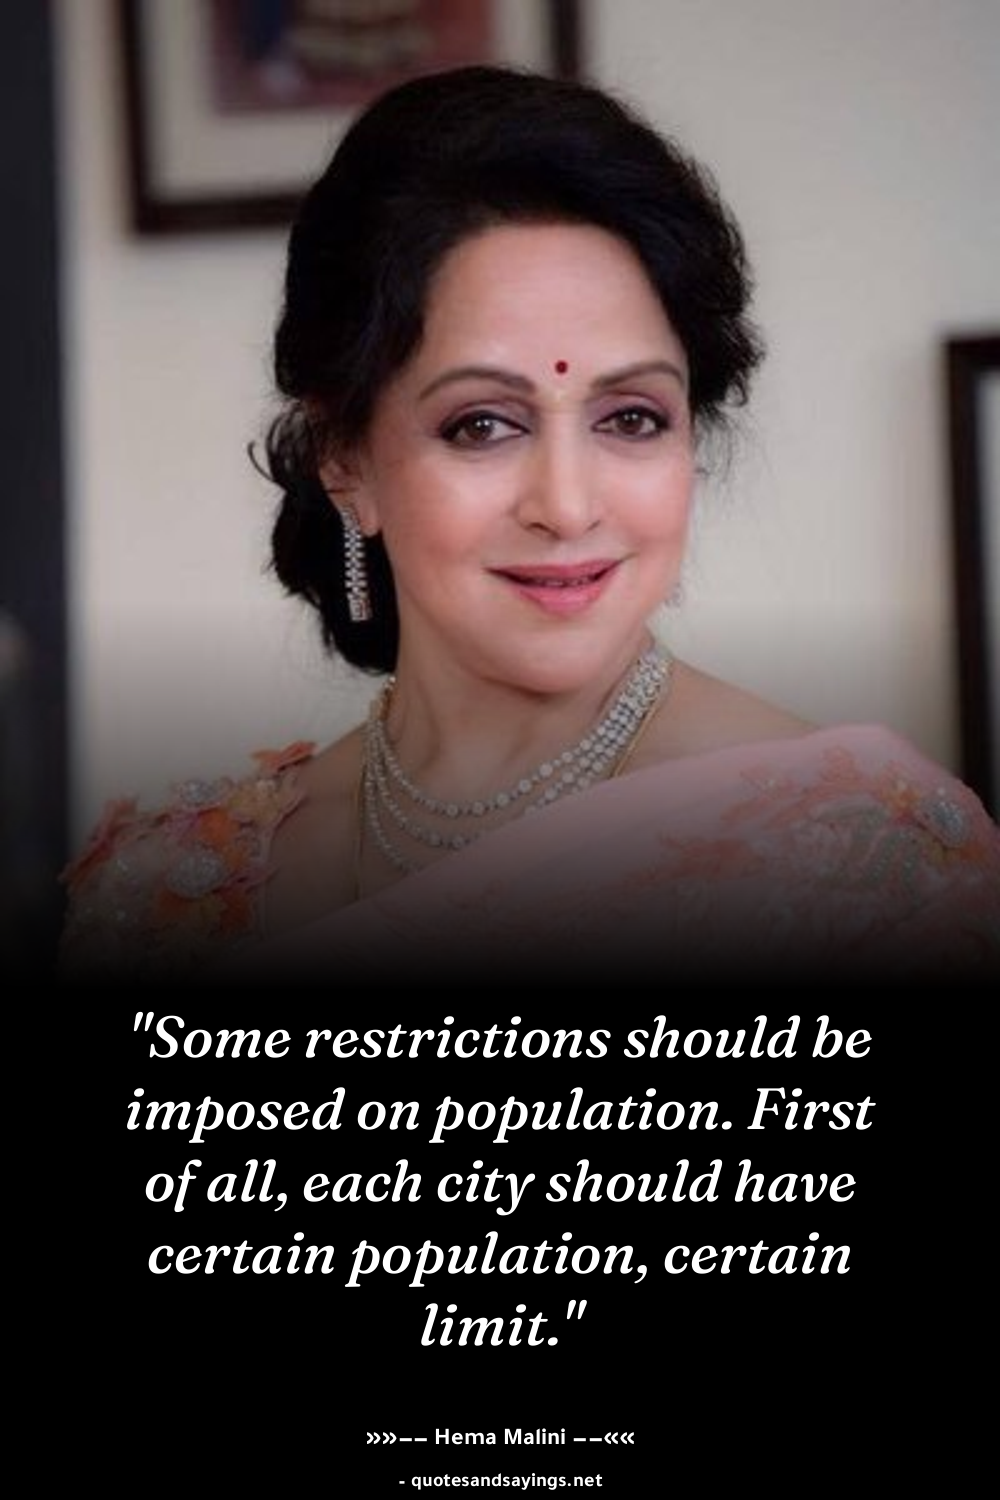 "Some restrictions should be
imposed on population. First
of all, each city should have
certain population, certain
limit."
»»−− Hema Malini −−««
- quotesandsayings.net